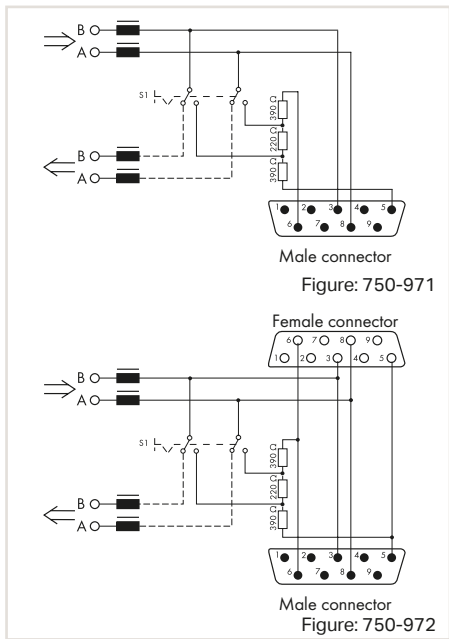 B
A
S1
390 Ω
220 Ω
390 Ω
B
A
1 2 3 4 5
6 7 8 9
Male connector
Figure: 750-971
Female connector
6 7 8 9
1 2 3 4 5
B
A
S1
390 Ω
220 Ω
390 Ω
B
A
1 2 3 4 5
6 7 8 9
Male connector
Figure: 750-972